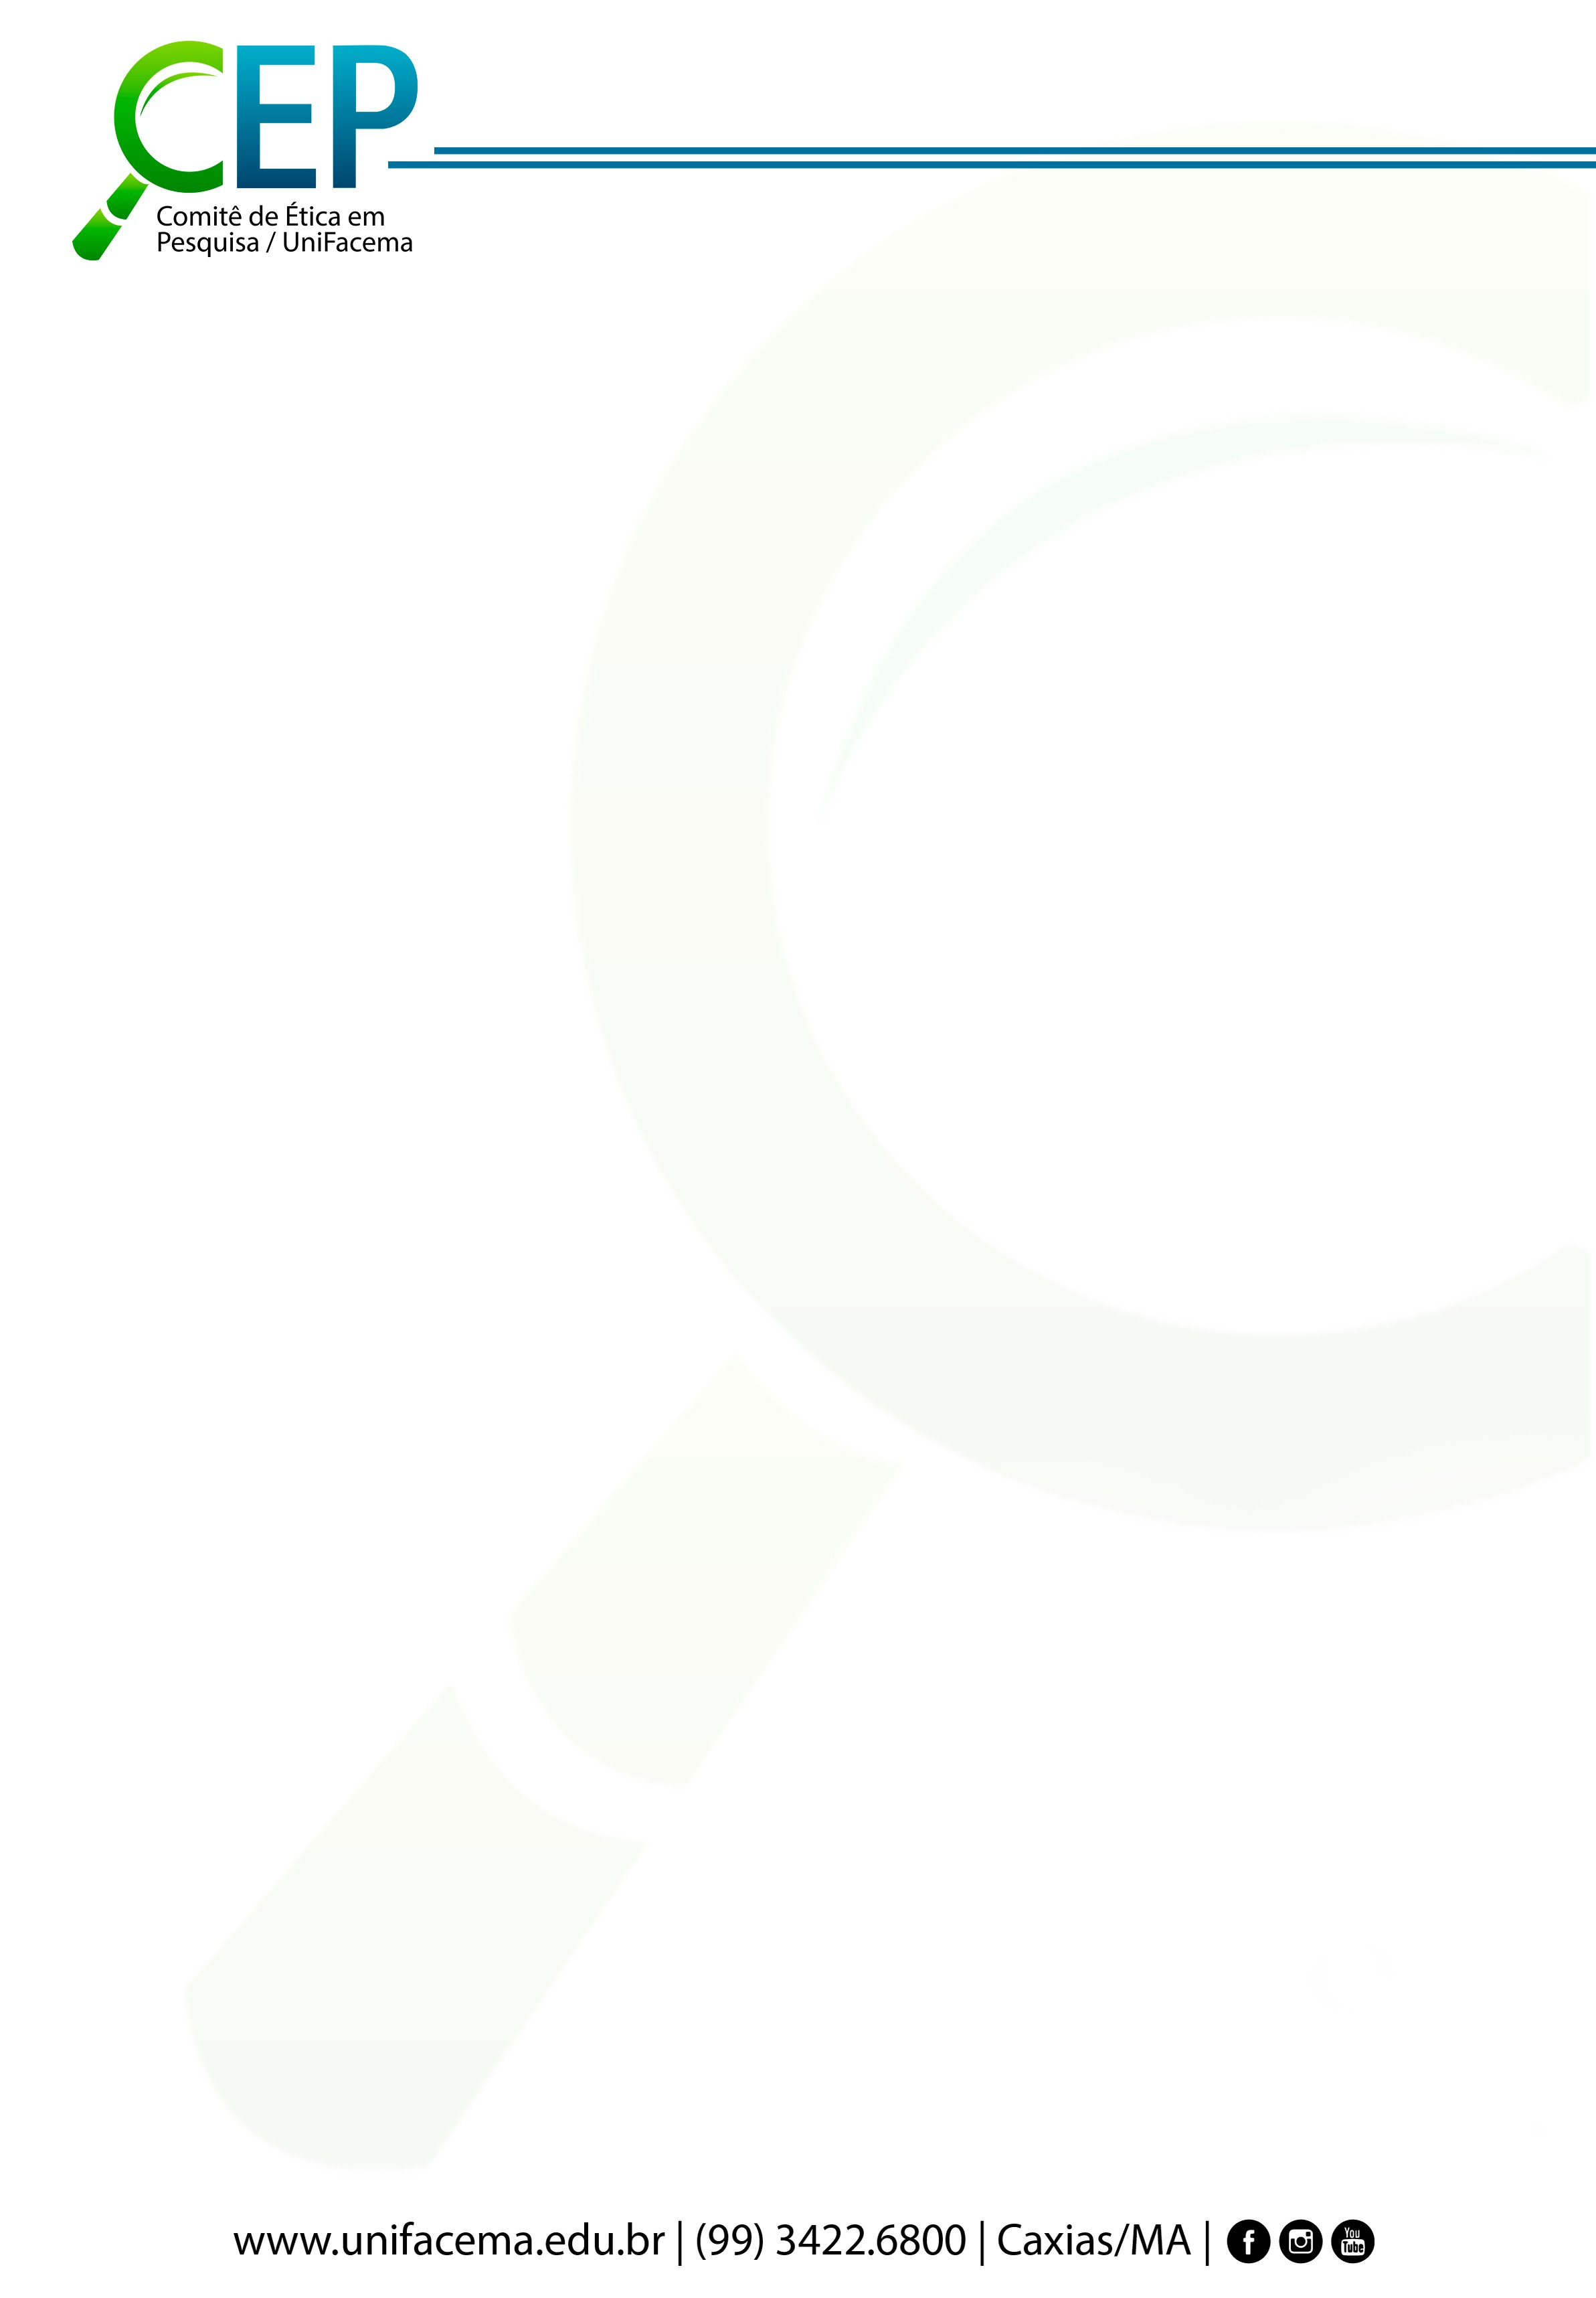 CEP
Comitê de Ética em
Pesquisa / UniFacema
www.unifacema.edu.br | (99) 3422.6800 | Caxias/MA |
You
Tube